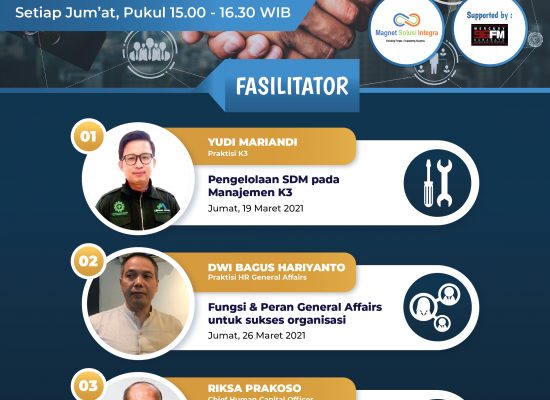 Setiap Jum'at, Pukul 15.00 - 16.30 WIB
Magnet Solusi Integra
Supported by :
FASILITATOR
01
YUDI MARIANDI
Praktisi K3
Pengelolaan SDM pada
Manajemen K3
Jumat, 19 Maret 2021
02
DWI BAGUS HARIYANTO
Praktisi HR General Affairs
Fungsi & Peran General Affairs
untuk sukses organisasi
Jumat, 26 Maret 2021
03
RIKSA PRAKOSO
Chief Human Capital Officer